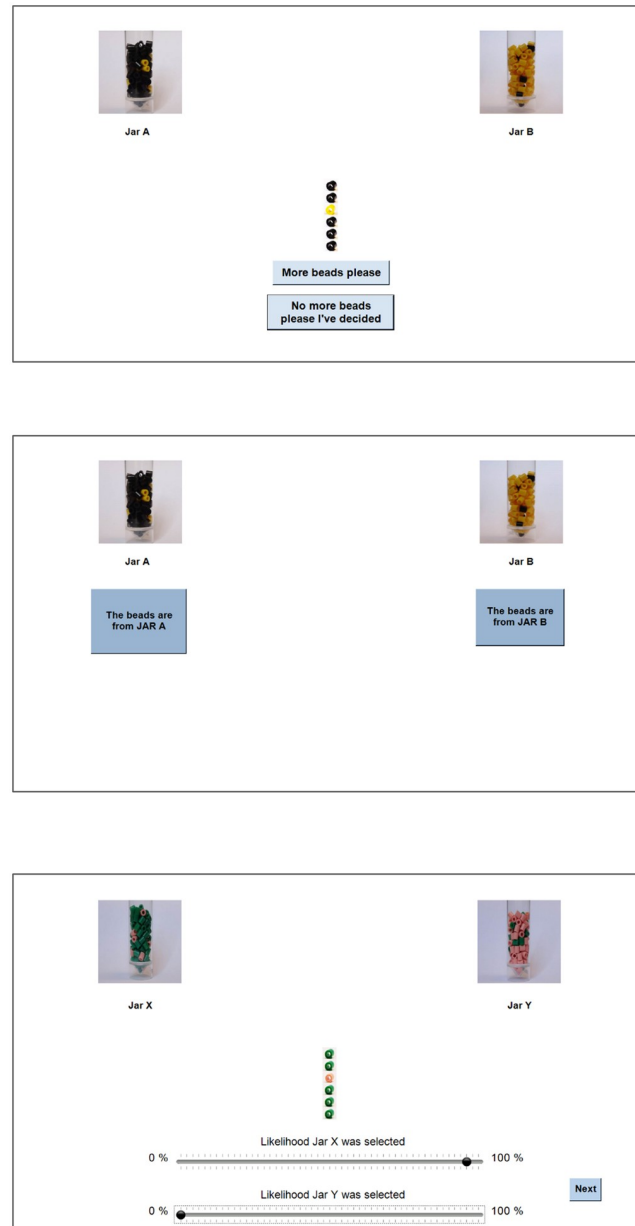 Jar A
Jar B
More beads please
No more beads
please I've decided
Jar A
Jar B
The beads are
from JAR A
The beads are
from JAR B
Jar X
Jar Y
Likelihood Jar X was selected
0 %
100 %
Next
Likelihood Jar Y was selected
0 %
100 %